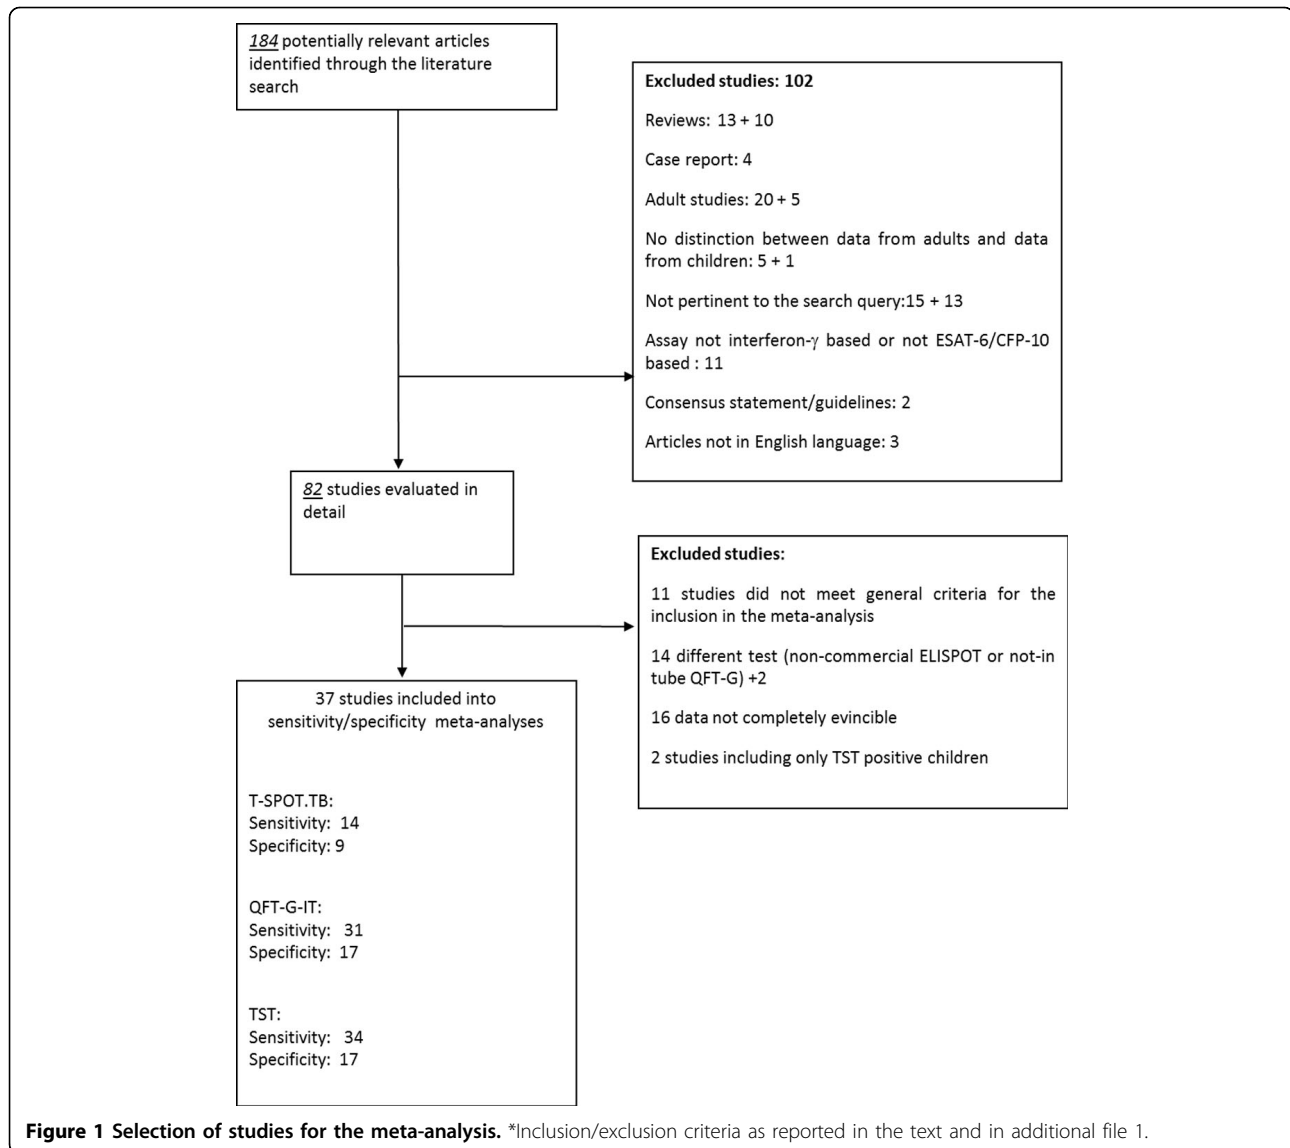 184 potentially relevant articles
identified through the literature
search
Excluded studies: 102
Reviews: 13 + 10
Case report: 4
Adult studies: 20 + 5
No distinction between data from adults and data
from children: 5 + 1
Not pertinent to the search query:15 + 13
Assay not interferon-γ based or not ESAT-6/CFP-10
based : 11
Consensus statement/guidelines: 2
Articles not in English language: 3
82 studies evaluated in
detail
Excluded studies:
11 studies did not meet general criteria for the
inclusion in the meta-analysis
14 different test (non-commercial ELISPOT or not-in
tube QFT-G) +2
16 data not completely evincible
2 studies including only TST positive children
37 studies included into
sensitivity/specificity meta-analyses
T-SPOT.TB:
Sensitivity: 14
Specificity: 9
QFT-G-IT:
Sensitivity: 31
Specificity: 17
TST:
Sensitivity: 34
Specificity: 17
Figure 1 Selection of studies for the meta-analysis. *Inclusion/exclusion criteria as reported in the text and in additional file 1.